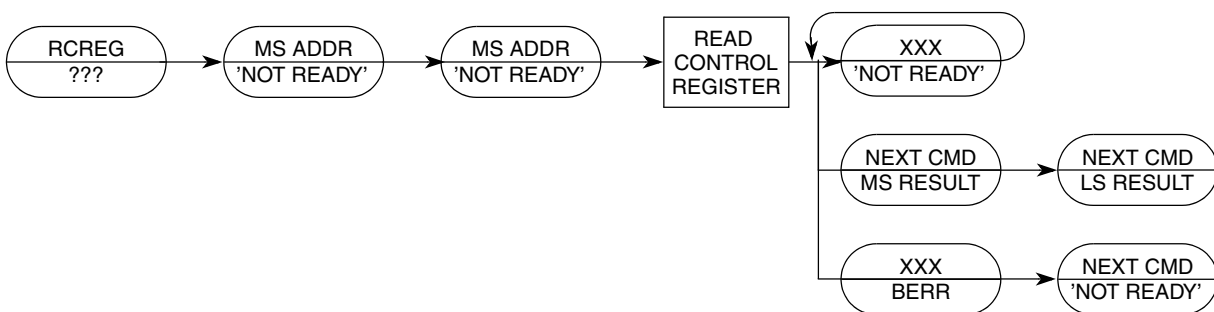 RCREG
???
MS ADDR
'NOT READY'
MS ADDR
'NOT READY'
READ
CONTROL
REGISTER
XXX
'NOT READY'
NEXT CMD
MS RESULT
NEXT CMD
LS RESULT
XXX
BERR
NEXT CMD
'NOT READY'